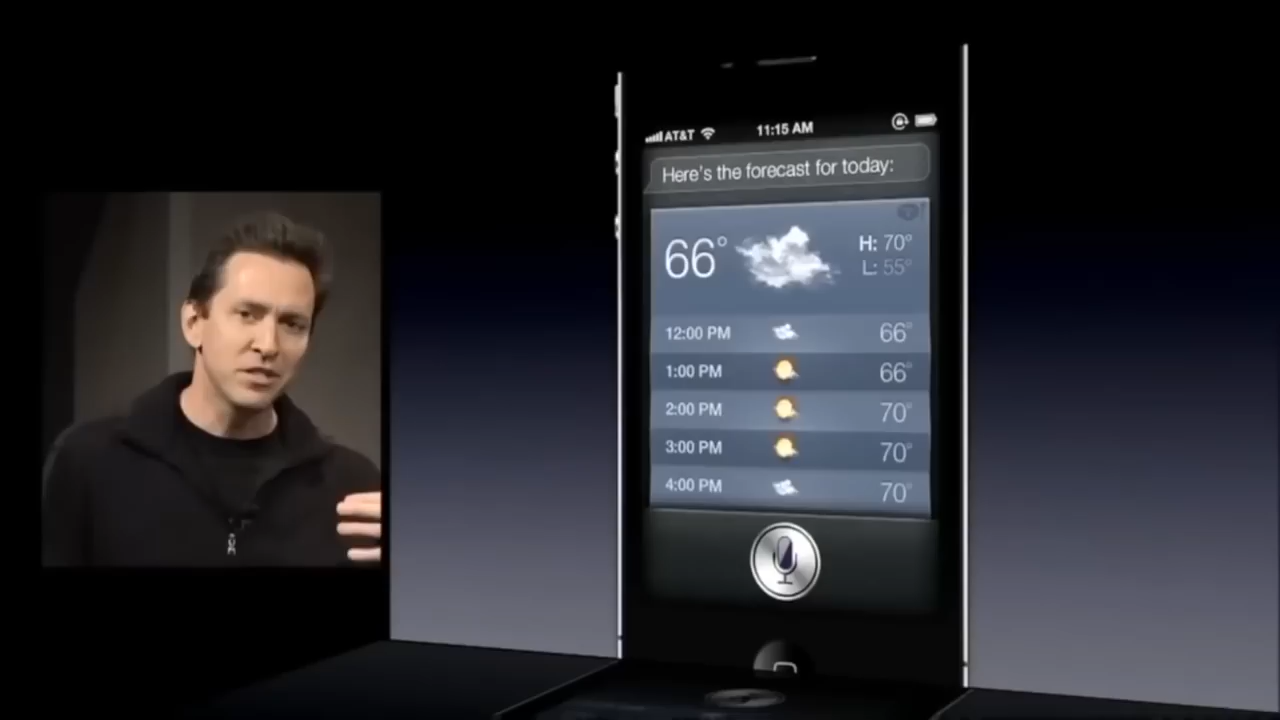 AT&T 11:15 AM
Here's the forecast for today:
66° H: 70°
L: 55°
12:00 PM 66°
1:00 PM 66°
2:00 PM 70°
3:00 PM 70°
4:00 PM 70°